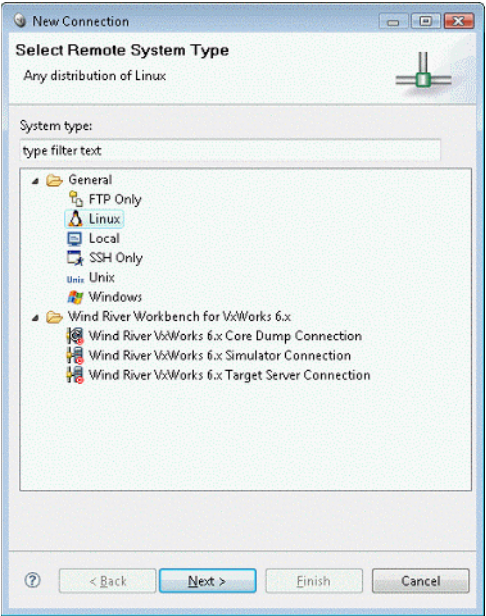 New Connection
Select Remote System Type
Any distribution of Linux
System type:
type filter text
General
FTP Only
Linux
Local
SSH Only
Unix Unix
Windows
Wind River Workbench for VxWorks 6.x
Wind River VxWorks 6.x Core Dump Connection
Wind River VxWorks 6.x Simulator Connection
Wind River VxWorks 6.x Target Server Connection
? < Back Next > Finish Cancel